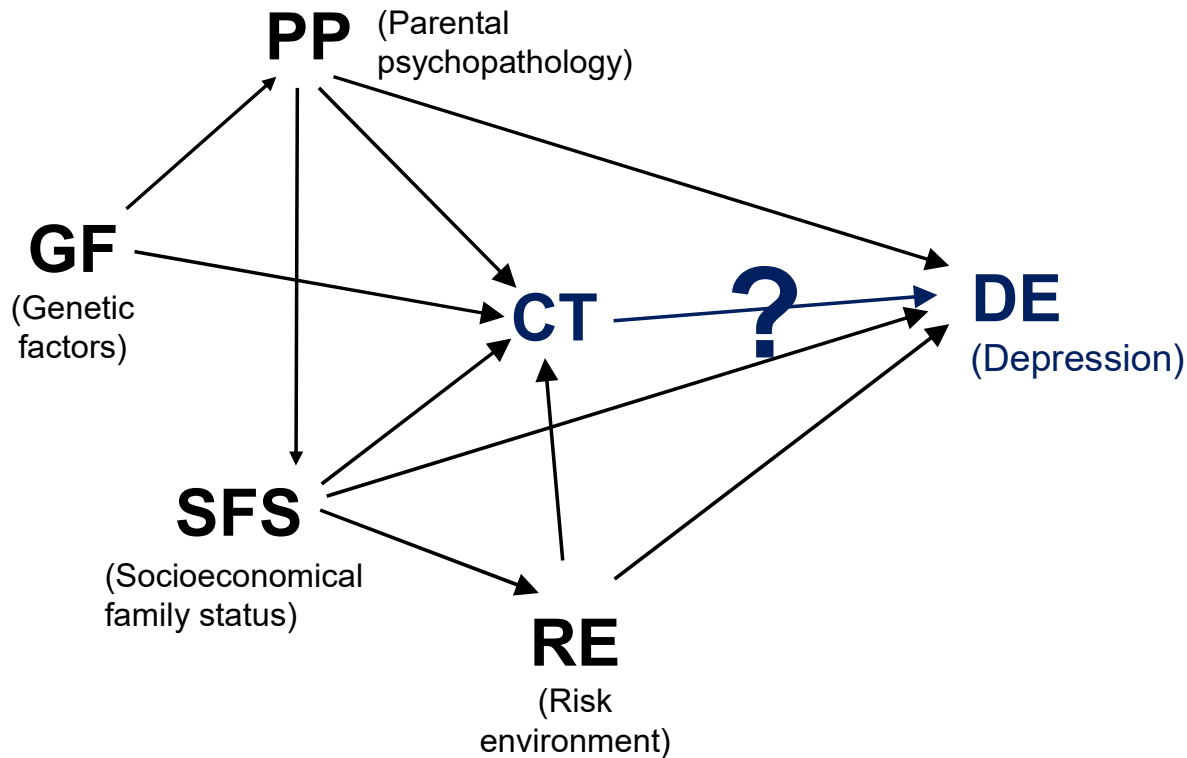 PP (Parental
psychopathology)
GF
(Genetic
factors)
CT
?
DE
(Depression)
SFS
(Socioeconomical
family status)
RE
(Risk
environment)